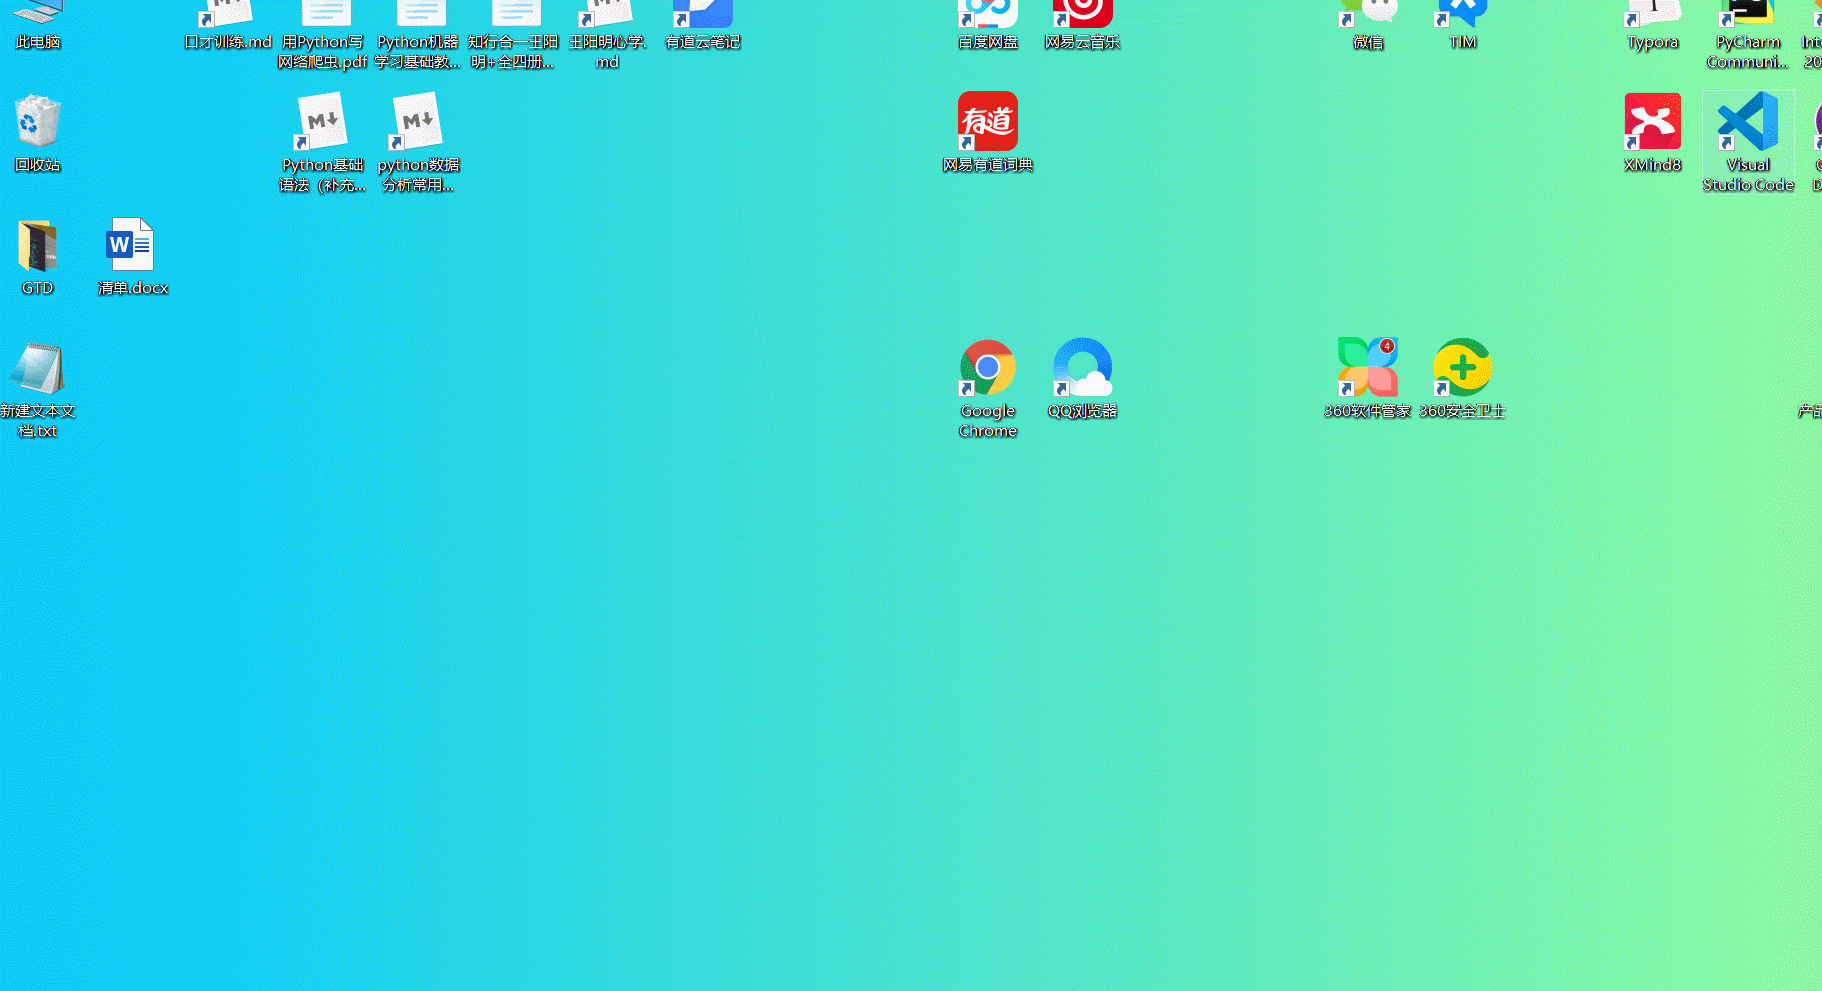 此电脑
口才训练.md
用Python写
网络爬虫.pdf
Python机器
学习基础教...
知行合一王阳
明+全四册...
王阳明心学.
md
有道云笔记
百度网盘
网易云音乐
微信
TIM
Typora
PyCharm
Communi...
回收站
M
Python基础
语法（补充...
M
python数据
分析常用...
有道
网易有道词典
XMind8
Visual
Studio Code
GTD
W
清单.docx
新建文本文
档.txt
Google
Chrome
QQ浏览器
4
360软件管家
360安全卫士